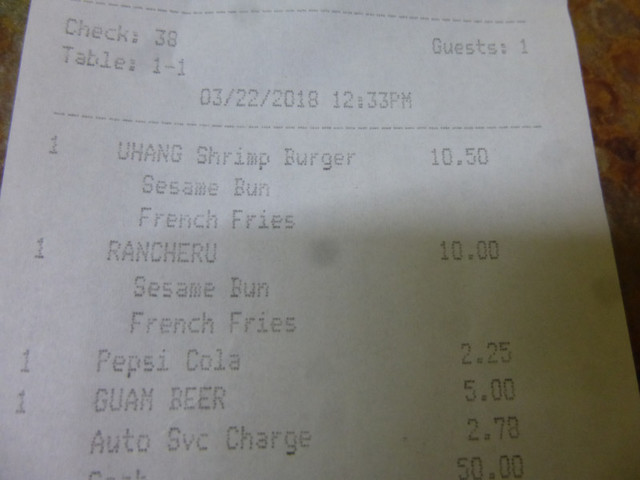 Check: 38
Guests: 1
Table: 1-1
03/22/2018 12:33PM
1 UHANG Shrimp Burger 10.50
Sesame Bun
French Fries
1 RANCHERU 10.00
Sesame Bun
French Fries
1 Pepsi Cola 2.25
1 GUAM BEER 5.00
Auto Svc Charge 2.78
Cash 50.00